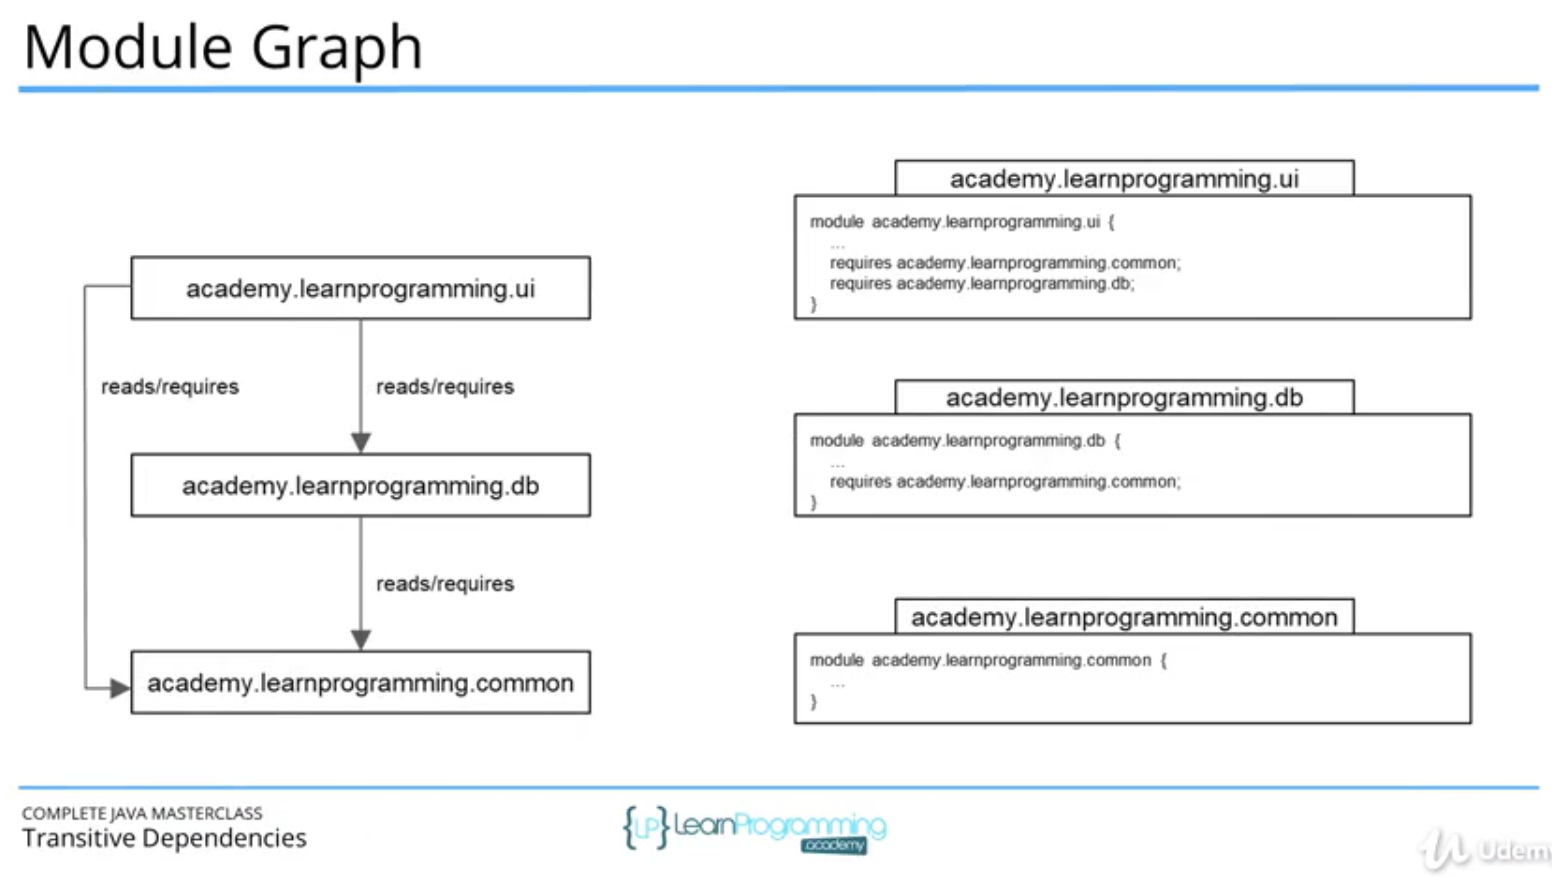 Module Graph
academy.learnprogramming.ui
reads/requires
reads/requires
academy.learnprogramming.db
reads/requires
academy.learnprogramming.common
academy.learnprogramming.ui
module academy.learnprogramming.ui {
...
requires academy.learnprogramming.common;
requires academy.learnprogramming.db;
}
academy.learnprogramming.db
module academy.learnprogramming.db {
...
requires academy.learnprogramming.common;
}
academy.learnprogramming.common
module academy.learnprogramming.common {
...
}
COMPLETE JAVA MASTERCLASS
Transitive Dependencies
{LP} LearnProgramming
academy
Udem